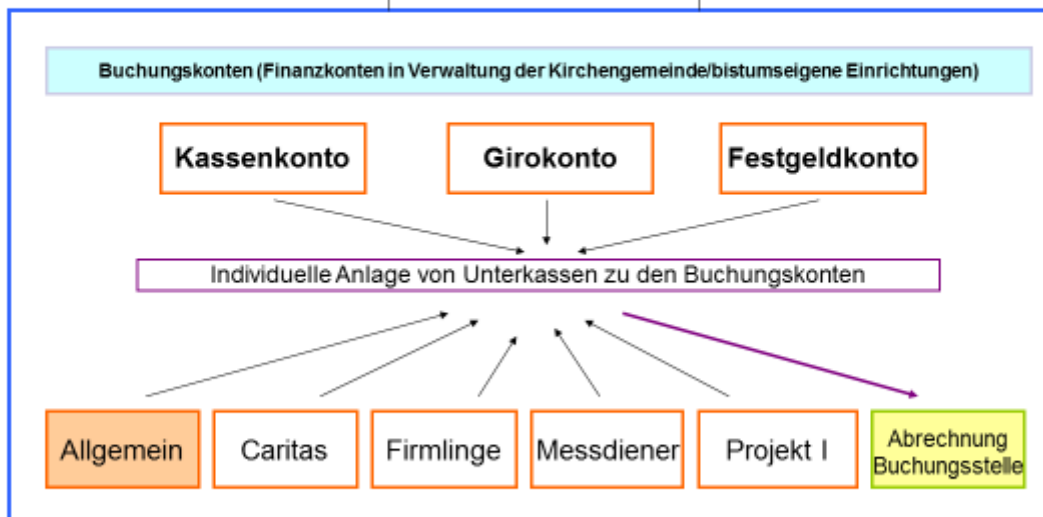 Buchungskonten (Finanzkonten in Verwaltung der Kirchengemeinde/bistumseigene Einrichtungen)
Kassenkonto
Girokonto
Festgeldkonto
Individuelle Anlage von Unterkassen zu den Buchungskonten
Allgemein
Caritas
Firmlinge
Messdiener
Projekt I
Abrechnung
Buchungsstelle